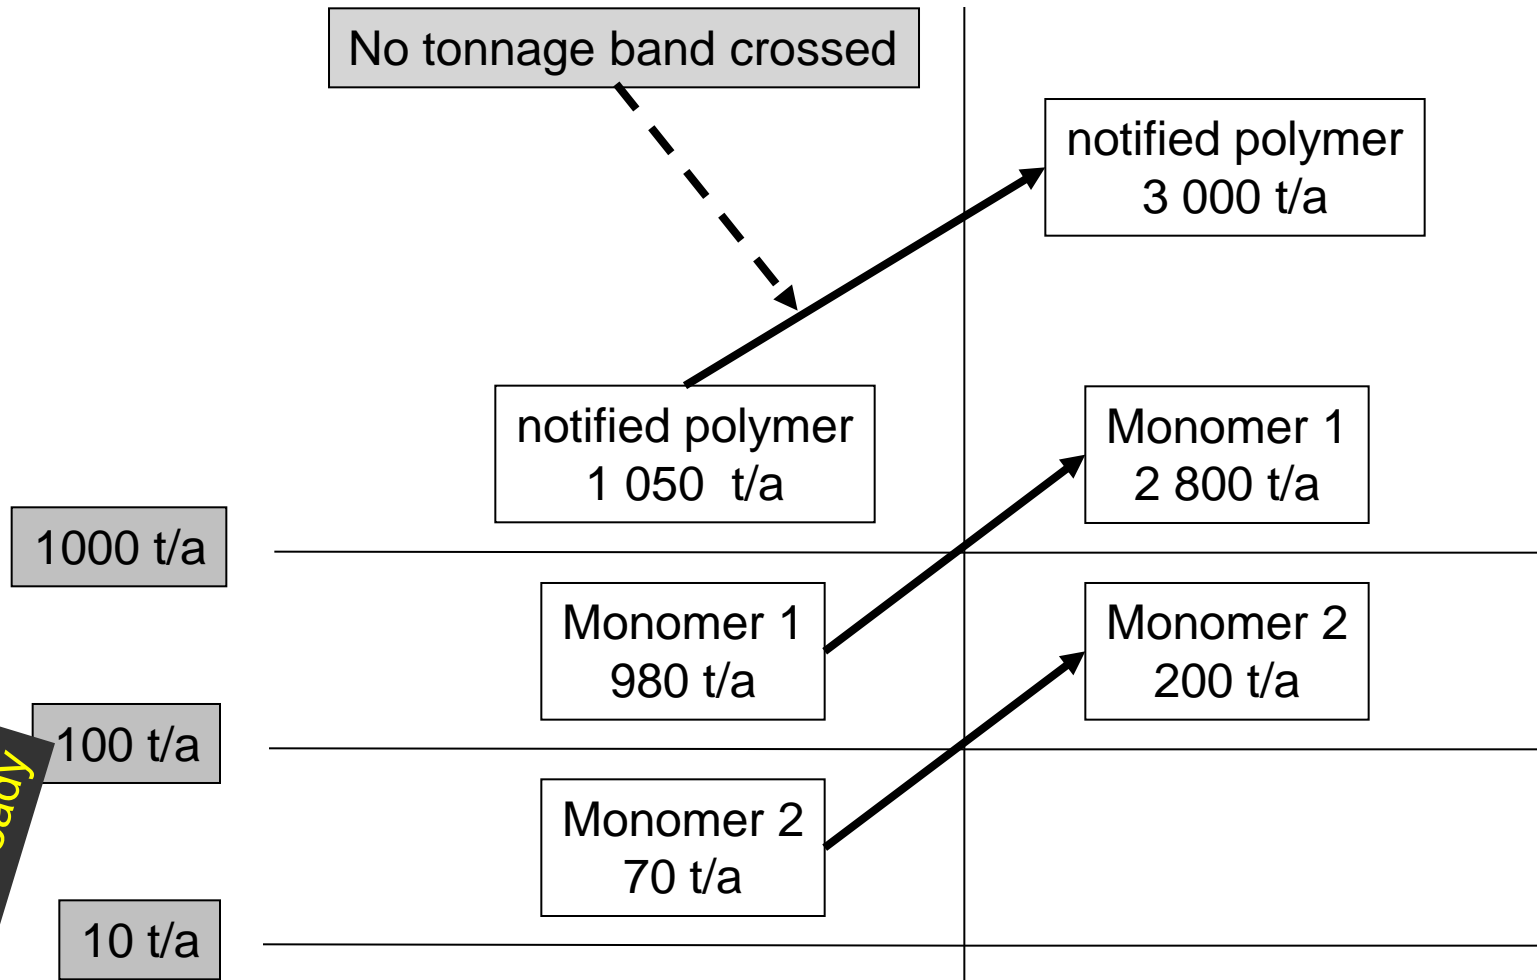 No tonnage band crossed
notified polymer
3 000 t/a
notified polymer
1 050 t/a
Monomer 1
2 800 t/a
1000 t/a
Monomer 1
980 t/a
Monomer 2
200 t/a
100 t/a
Monomer 2
70 t/a
10 t/a